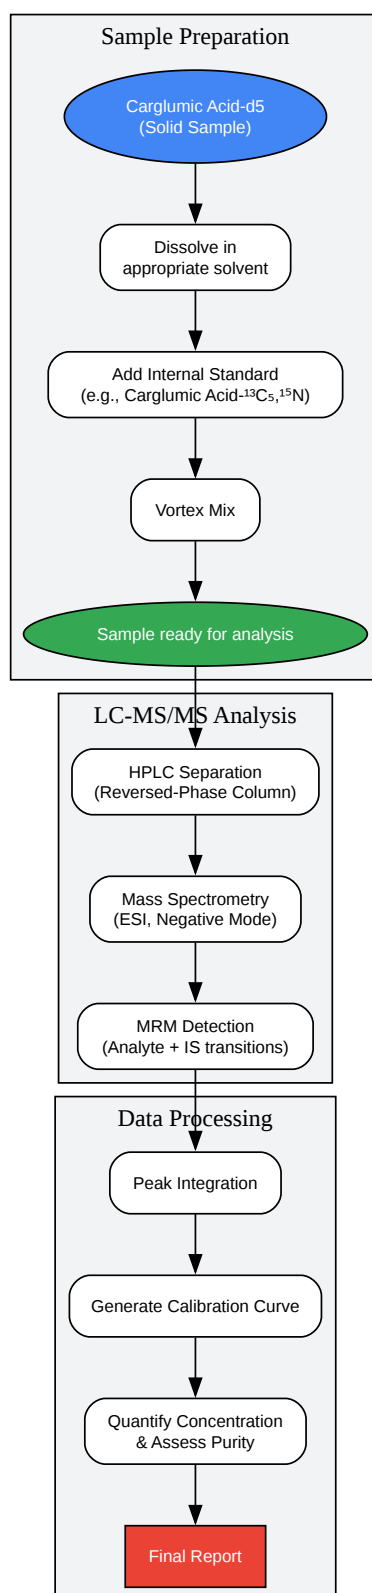 Sample Preparation
Carglumic Acid-d5
(Solid Sample)
Dissolve in
appropriate solvent
Add Internal Standard
(e.g., Carglumic Acid-¹³C₅,¹⁵N)
Vortex Mix
Sample ready for analysis
LC-MS/MS Analysis
HPLC Separation
(Reversed-Phase Column)
Mass Spectrometry
(ESI, Negative Mode)
MRM Detection
(Analyte + IS transitions)
Data Processing
Peak Integration
Generate Calibration Curve
Quantify Concentration
& Assess Purity
Final Report